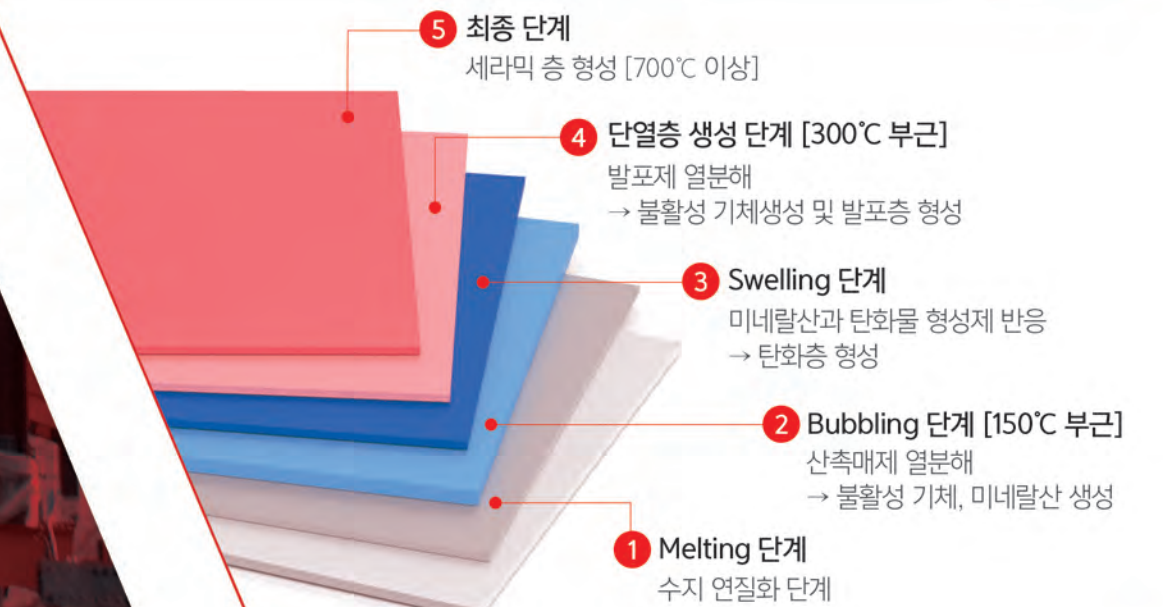 5 최종 단계
세라믹 층 형성 [700℃ 이상]
4 단열층 생성 단계 [300℃ 부근]
발포제 열분해
→ 불활성 기체생성 및 발포층 형성
3 Swelling 단계
미네랄산과 탄화물 형성제 반응
→ 탄화층 형성
2 Bubbling 단계 [150℃ 부근]
산촉매제 열분해
→ 불활성 기체, 미네랄산 생성
1 Melting 단계
수지 연질화 단계